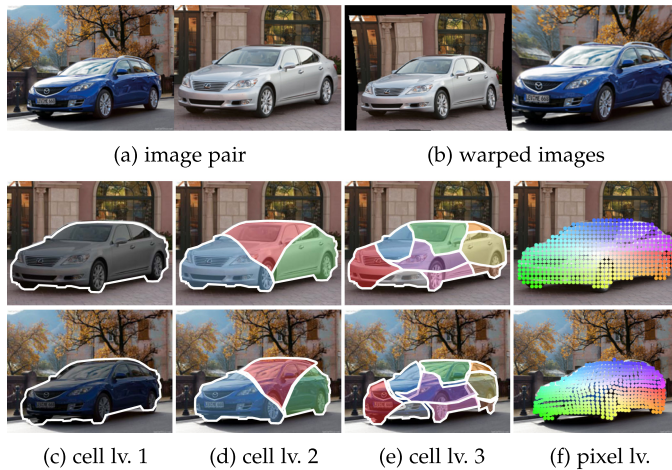 (a) image pair
(b) warped images
(c) cell lv. 1
(d) cell lv. 2
(e) cell lv. 3
(f) pixel lv.